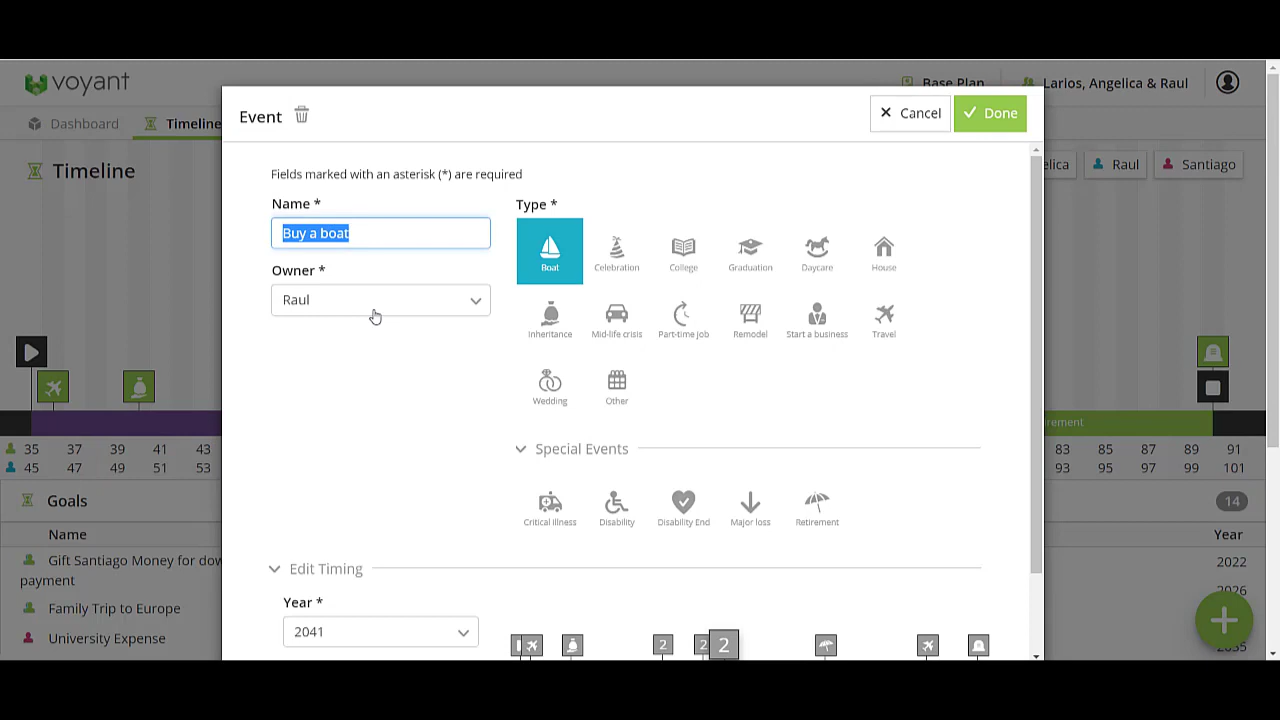 voyant
Base Plan
Larios, Angelica & Raul
Dashboard
Timeline
Timeline
Raul
Santiago
Event
Cancel
Done
Fields marked with an asterisk (*) are required
Name *
Buy a boat
Owner *
Raul
Type *
Boat
Celebration
College
Graduation
Daycare
House
Inheritance
Mid-life crisis
Part-time job
Remodel
Start a business
Travel
Wedding
Other
Special Events
Critical illness
Disability
Disability End
Major loss
Retirement
Edit Timing
Year *
2041
2 2 2
35 37 39 41 43
45 47 49 51 53
83 85 87 89 91
93 95 97 99 101
Goals
14
Name
Year
Gift Santiago Money for dow
payment
2022
Family Trip to Europe
2026
University Expense